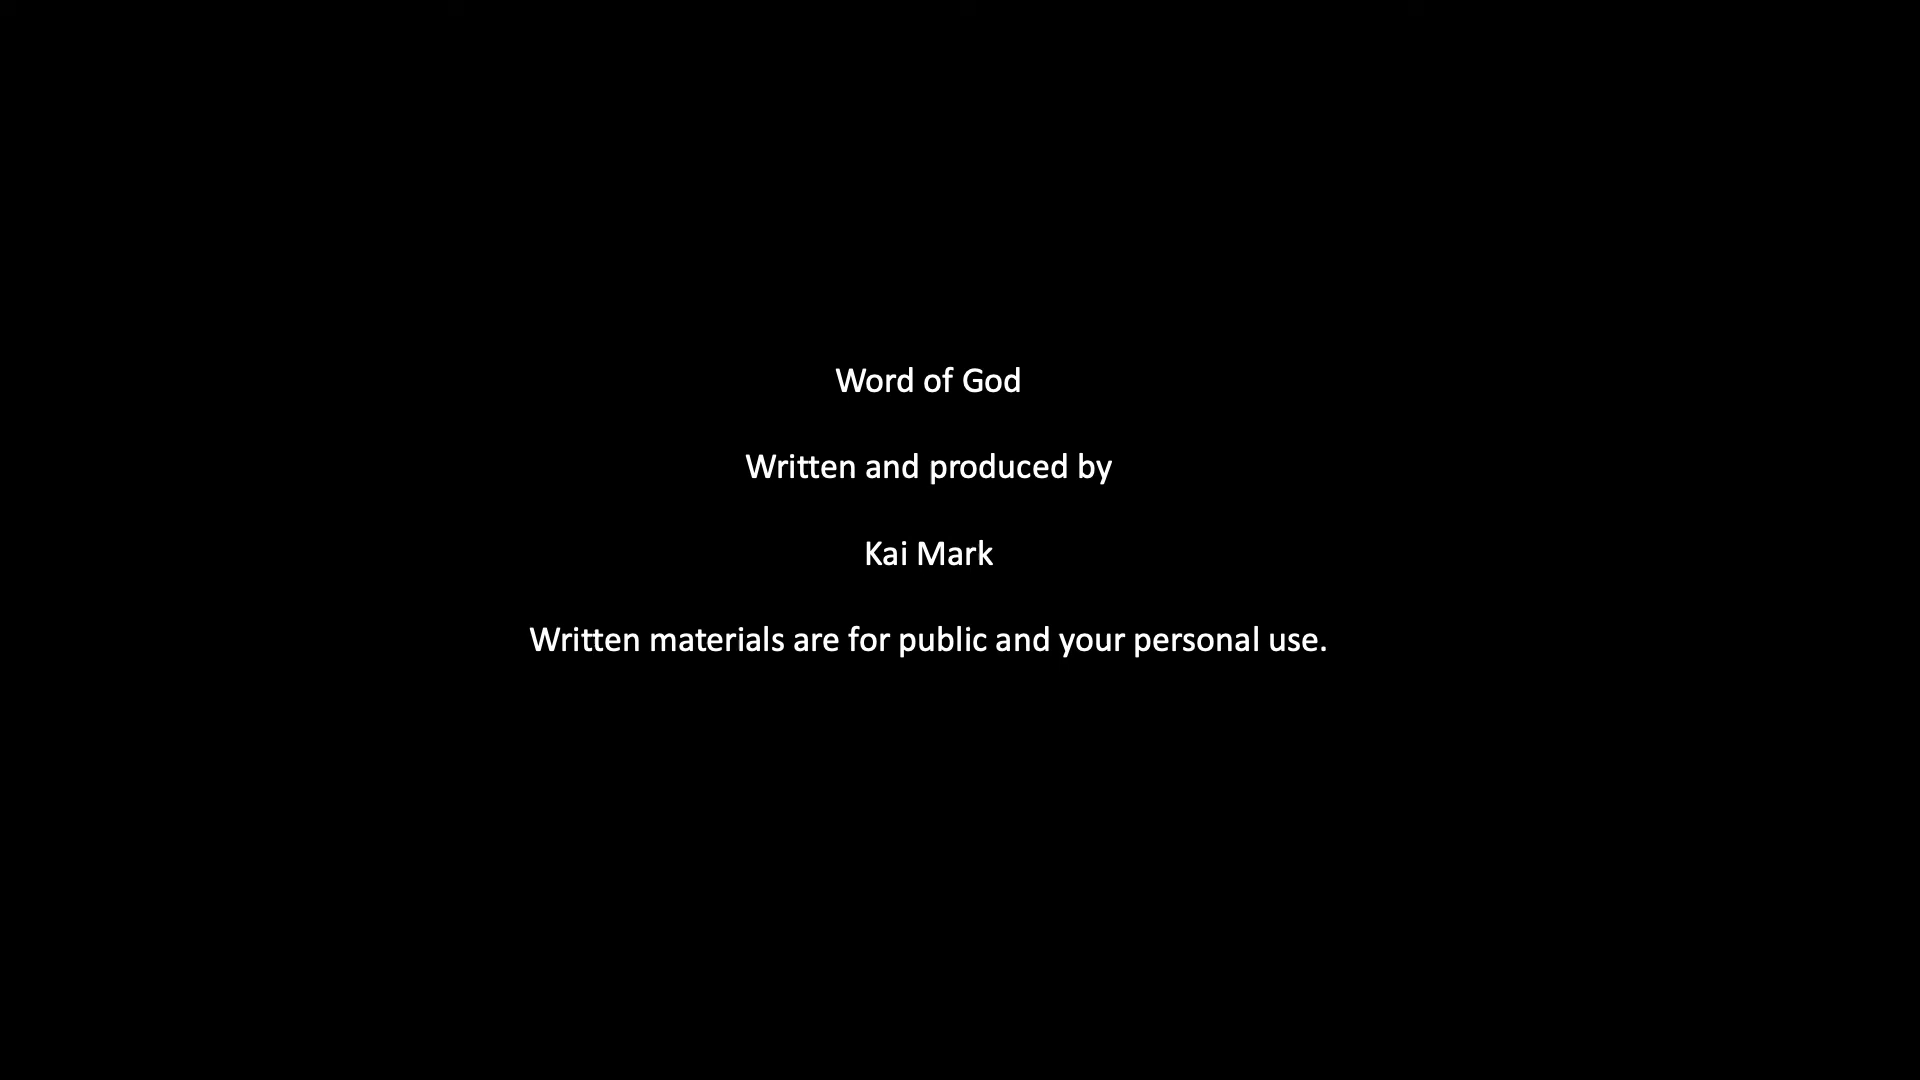 Word of God
Written and produced by
Kai Mark
Written materials are for public and your personal use.